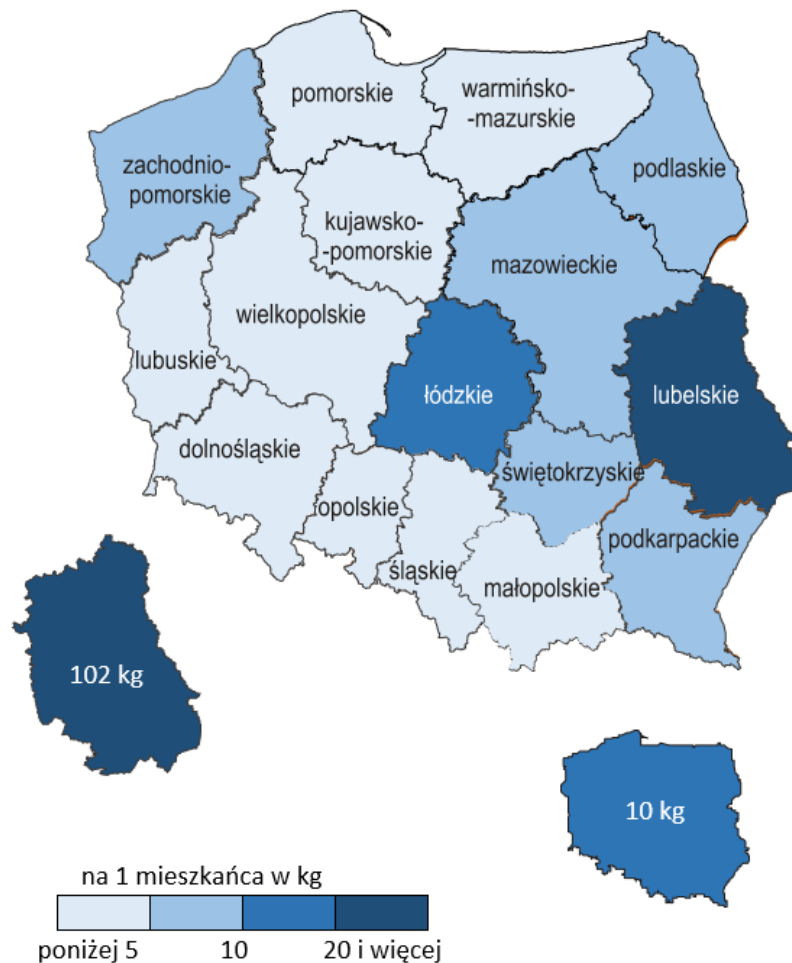 pomorskie
warmińsko-
-mazurskie
zachodnio-
pomorskie
podlaskie
kujawsko-
-pomorskie
mazowieckie
wielkopolskie
lubuskie
łódzkie
lubelskie
dolnośląskie
świętokrzyskie
opolskie
podkarpackie
śląskie
małopolskie
102 kg
10 kg
na 1 mieszkańca w kg
poniżej 5 10 20 i więcej